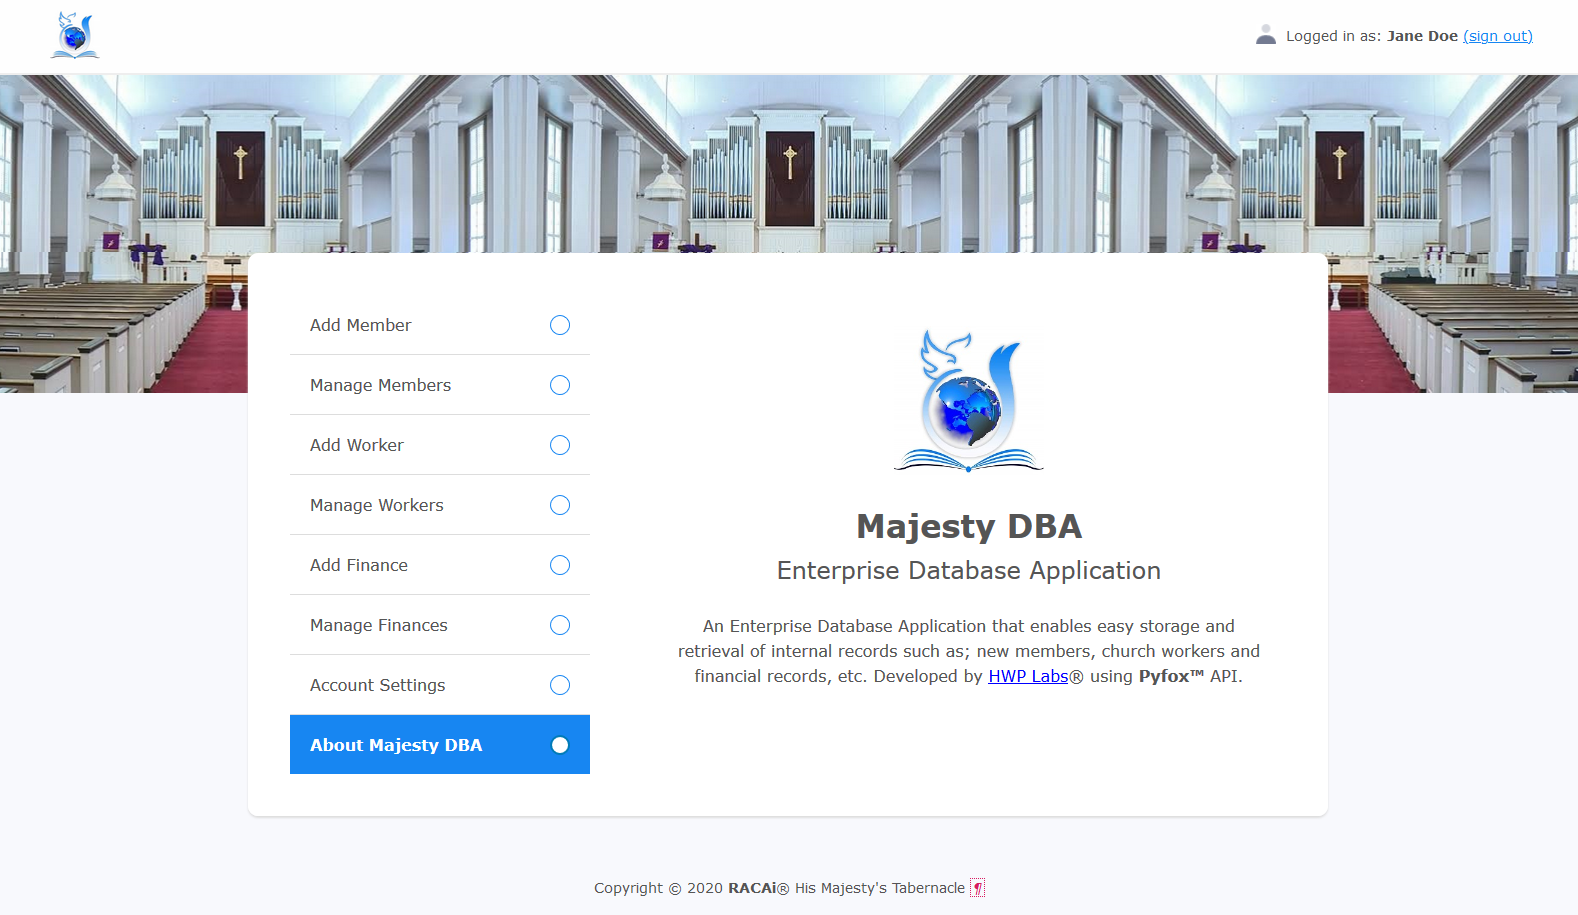 Logged in as: Jane Doe (sign out)
Add Member
Manage Members
Add Worker
Manage Workers
Add Finance
Manage Finances
Account Settings
About Majesty DBA
Majesty DBA
Enterprise Database Application
An Enterprise Database Application that enables easy storage and
retrieval of internal records such as; new members, church workers and
financial records, etc. Developed by HWP Labs® using Pyfox™ API.
Copyright © 2020 RACAi® His Majesty's Tabernacle ¶